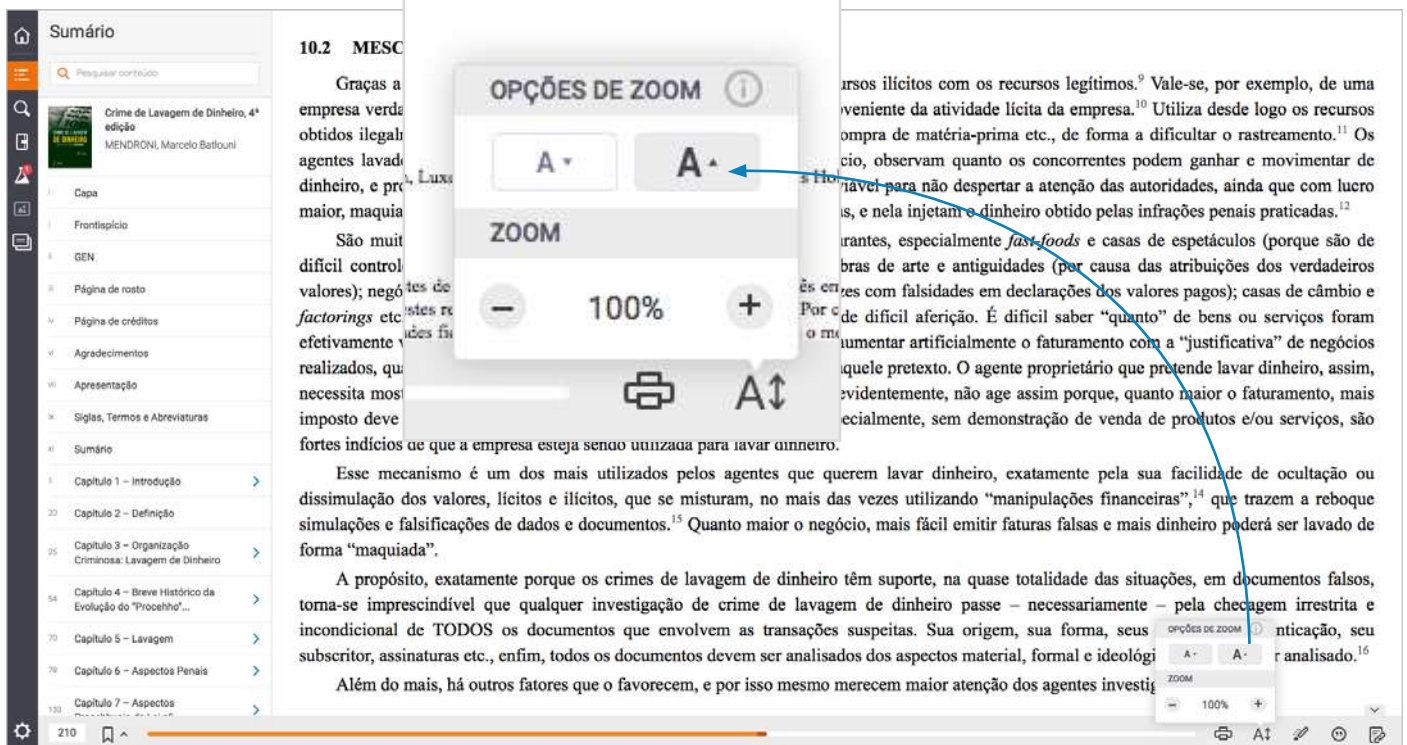 Sumário
Pesquisar conteúdo
Crime de Lavagem de Dinheiro, 4ª
edição
MENDRONI, Marcelo Batlouni
i Capa
i Frontispício
ii GEN
iii Página de rosto
iv Página de créditos
vi Agradecimentos
vii Apresentação
ix Siglas, Termos e Abreviaturas
xi Sumário
1 Capítulo 1 – Introdução
20 Capítulo 2 – Definição
25 Capítulo 3 – Organização
Criminosa: Lavagem de Dinheiro
54 Capítulo 4 – Breve Histórico da
Evolução do "Procehho"...
70 Capítulo 5 – Lavagem
78 Capítulo 6 – Aspectos Penais
133 Capítulo 7 – Aspectos
210
10.2 MESC
Graças a ursos ilícitos com os recursos legítimos.9 Vale-se, por exemplo, de uma
empresa verda oveniente da atividade lícita da empresa.10 Utiliza desde logo os recursos
obtidos ilegal ompra de matéria-prima etc., de forma a dificultar o rastreamento.11 Os
agentes lavad cio, observam quanto os concorrentes podem ganhar e movimentar de
dinheiro, e pr iável para não despertar a atenção das autoridades, ainda que com lucro
maior, maquia s, e nela injetam o dinheiro obtido pelas infrações penais praticadas.12
São muit urantes, especialmente fast-foods e casas de espetáculos (porque são de
difícil control bras de arte e antiguidades (por causa das atribuições dos verdadeiros
valores); negó zes com falsidades em declarações dos valores pagos); casas de câmbio e
factorings etc de difícil aferição. É difícil saber “quanto” de bens ou serviços foram
efetivamente aumentar artificialmente o faturamento com a “justificativa” de negócios
realizados, qu quele pretexto. O agente proprietário que pretende lavar dinheiro, assim,
necessita most evidentemente, não age assim porque, quanto maior o faturamento, mais
imposto deve ecialmente, sem demonstração de venda de produtos e/ou serviços, são
fortes indícios de que a empresa esteja sendo utilizada para lavar dinheiro.
Esse mecanismo é um dos mais utilizados pelos agentes que querem lavar dinheiro, exatamente pela sua facilidade de ocultação ou
dissimulação dos valores, lícitos e ilícitos, que se misturam, no mais das vezes utilizando “manipulações financeiras”,14 que trazem a reboque
simulações e falsificações de dados e documentos.15 Quanto maior o negócio, mais fácil emitir faturas falsas e mais dinheiro poderá ser lavado de
forma “maquiada”.
A propósito, exatamente porque os crimes de lavagem de dinheiro têm suporte, na quase totalidade das situações, em documentos falsos,
torna-se imprescindível que qualquer investigação de crime de lavagem de dinheiro passe – necessariamente – pela checagem irrestrita e
incondicional de TODOS os documentos que envolvem as transações suspeitas. Sua origem, sua forma, seus nticação, seu
subscritor, assinaturas etc., enfim, todos os documentos devem ser analisados dos aspectos material, formal e ideológi r analisado.16
Além do mais, há outros fatores que o favorecem, e por isso mesmo merecem maior atenção dos agentes investig
OPÇÕES DE ZOOM
A A
ZOOM
100%
A
OPÇÕES DE ZOOM
A A
ZOOM
100%
A